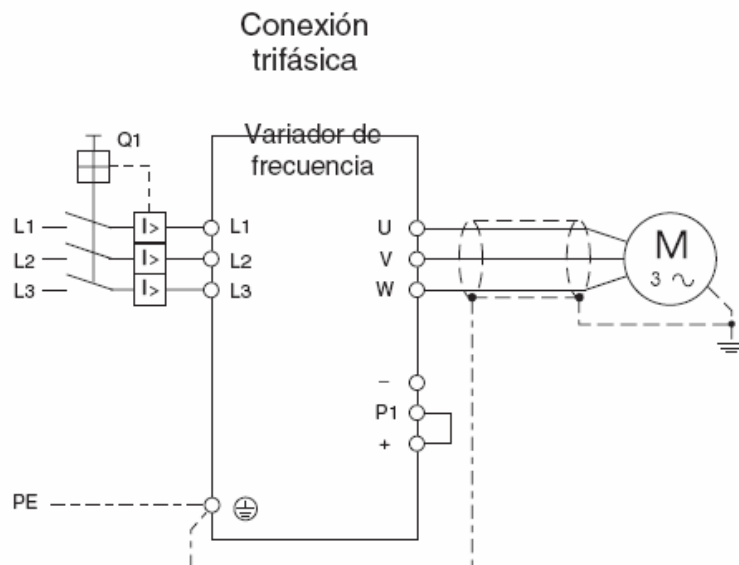 Conexión
trifásica
Variador de
frecuencia
Q1
L1
I>
L1
U
L2
I>
L2
V
L3
I>
L3
W
M
3 ~
−
P1
+
PE